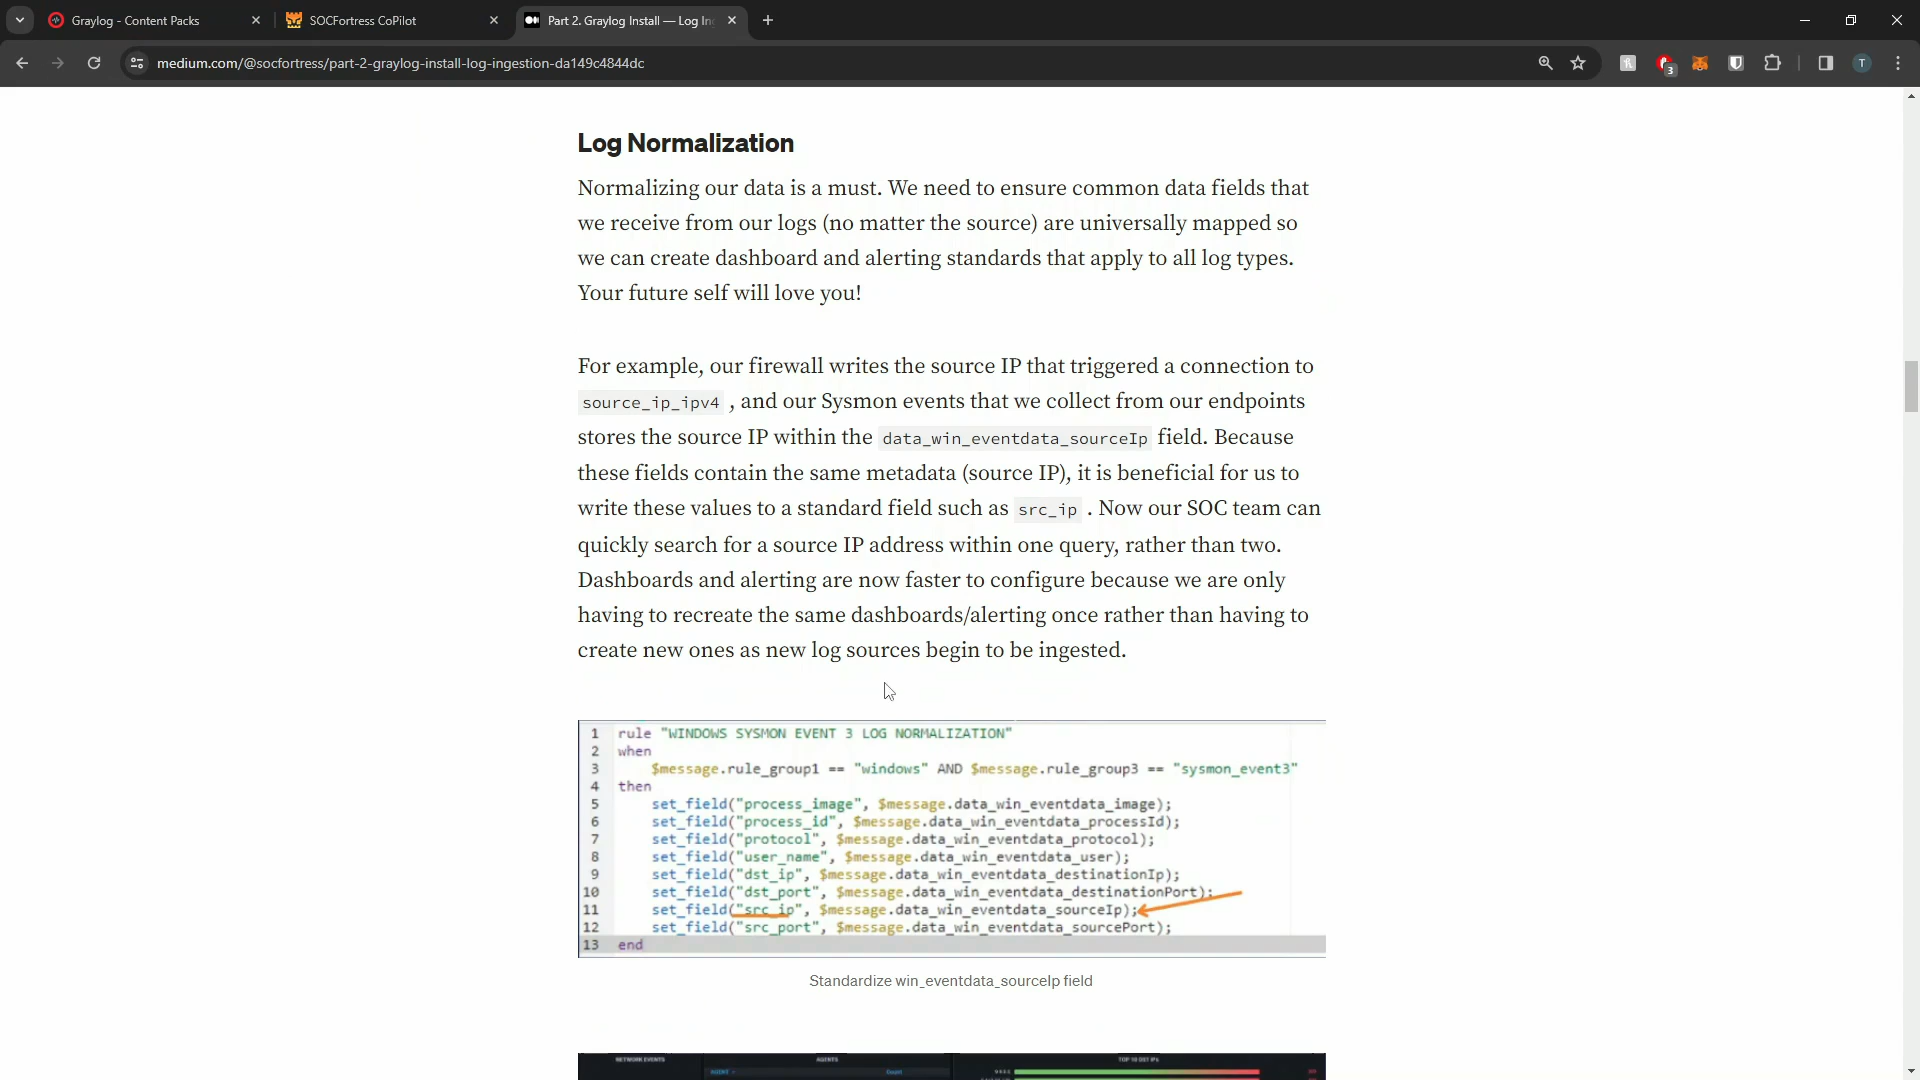 Graylog - Content Packs
SOCFortress CoPilot
Part 2. Graylog Install — Log In
medium.com/@socfortress/part-2-graylog-install-log-ingestion-da149c4844dc
3
T
Log Normalization
Normalizing our data is a must. We need to ensure common data fields that
we receive from our logs (no matter the source) are universally mapped so
we can create dashboard and alerting standards that apply to all log types.
Your future self will love you!
For example, our firewall writes the source IP that triggered a connection to
source_ip_ipv4 , and our Sysmon events that we collect from our endpoints
stores the source IP within the data_win_eventdata_sourceIp field. Because
these fields contain the same metadata (source IP), it is beneficial for us to
write these values to a standard field such as src_ip . Now our SOC team can
quickly search for a source IP address within one query, rather than two.
Dashboards and alerting are now faster to configure because we are only
having to recreate the same dashboards/alerting once rather than having to
create new ones as new log sources begin to be ingested.
1 rule "WINDOWS SYSMON EVENT 3 LOG NORMALIZATION"
2 when
3 $message.rule_group1 == "windows" AND $message.rule_group3 == "sysmon_event3"
4 then
5 set_field("process_image", $message.data_win_eventdata_image);
6 set_field("process_id", $message.data_win_eventdata_processId);
7 set_field("protocol", $message.data_win_eventdata_protocol);
8 set_field("user_name", $message.data_win_eventdata_user);
9 set_field("dst_ip", $message.data_win_eventdata_destinationIp);
10 set_field("dst_port", $message.data_win_eventdata_destinationPort);
11 set_field("src_ip", $message.data_win_eventdata_sourceIp);
12 set_field("src_port", $message.data_win_eventdata_sourcePort);
13 end
Standardize win_eventdata_sourceIp field
NETWORK EVENTS AGENTS TOP 10 DST IPs
AGENT Count